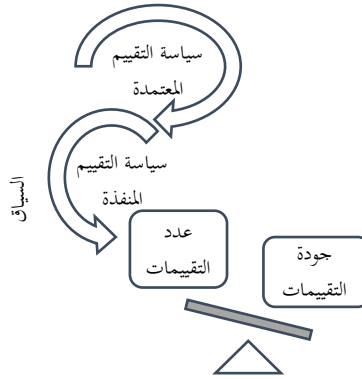 سياسة التقييم
المعتمدة
سياسة التقييم
المنفذة
السياق
عدد
التقييمات
جودة
التقييمات